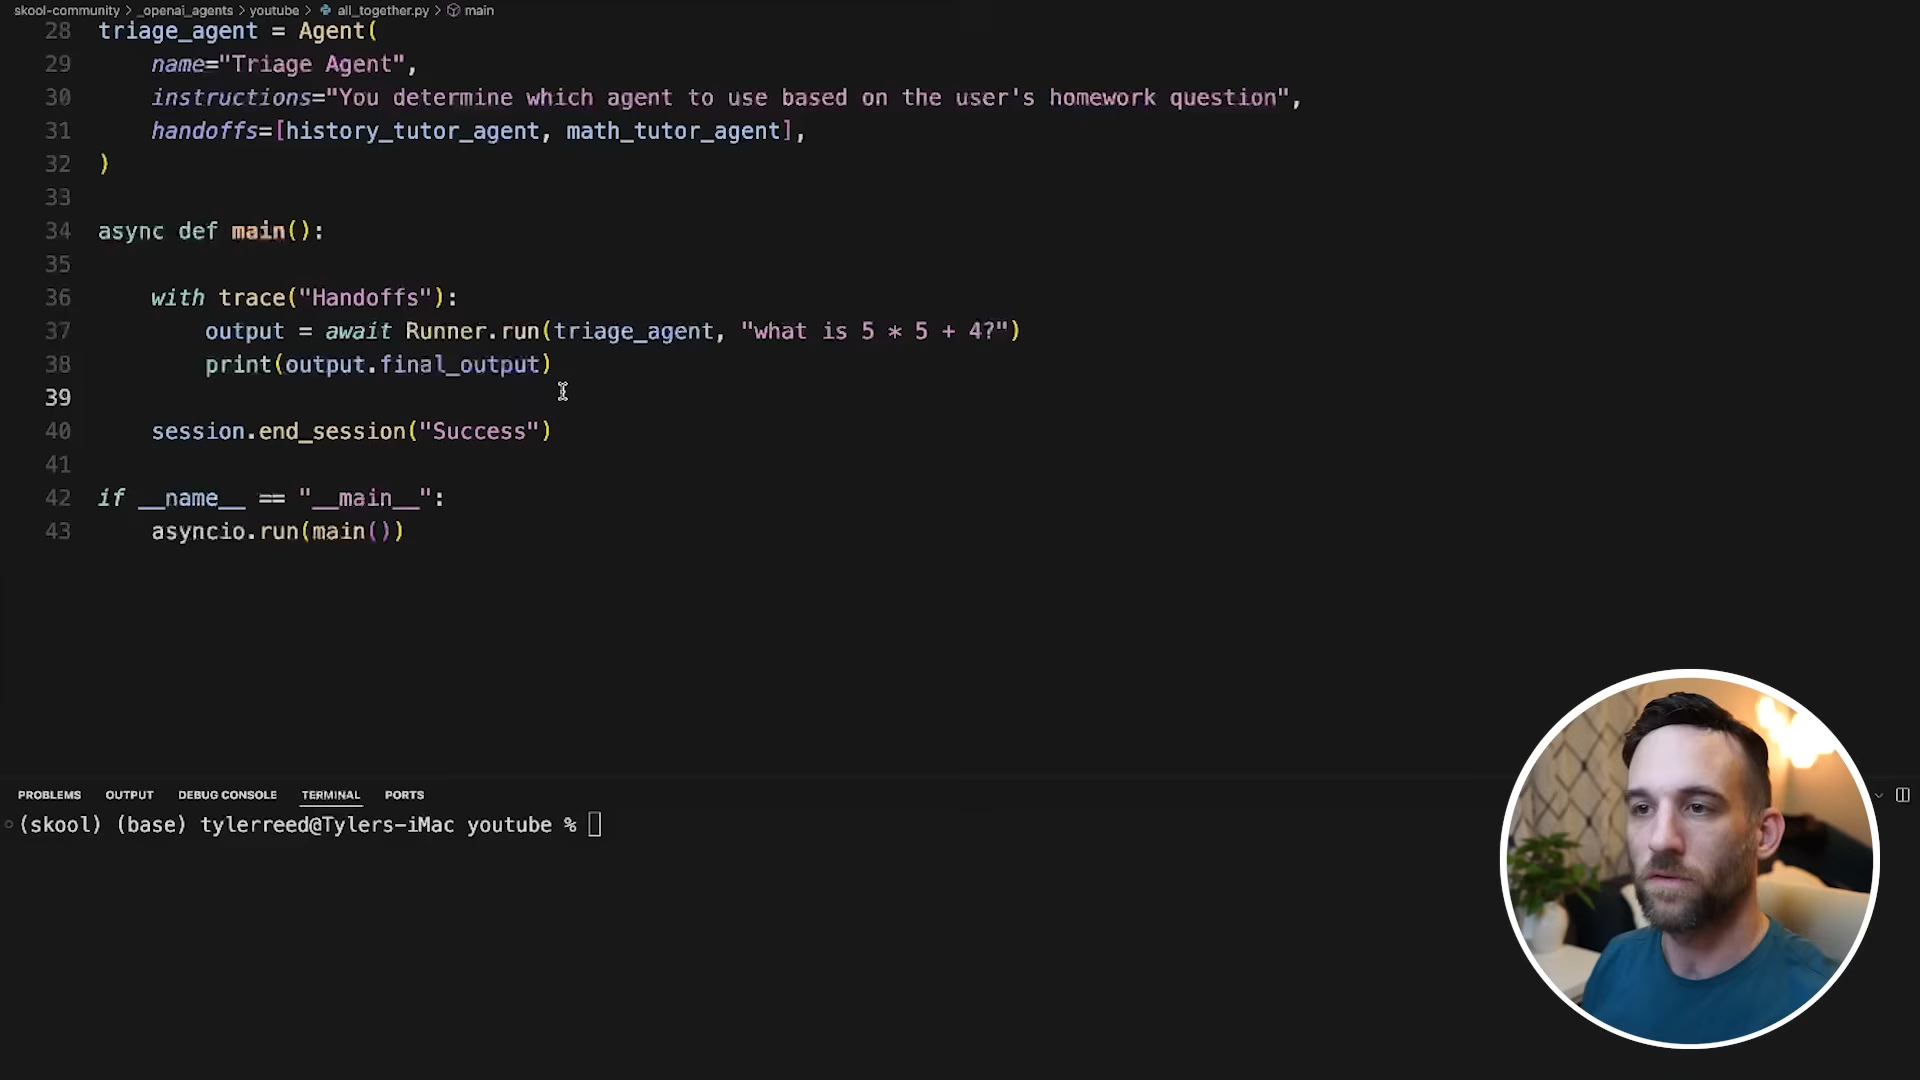 skool-community > _openai_agents > youtube > all_together.py > main
28 triage_agent = Agent(
29 name="Triage Agent",
30 instructions="You determine which agent to use based on the user's homework question",
31 handoffs=[history_tutor_agent, math_tutor_agent],
32 )
33
34 async def main():
35
36 with trace("Handoffs"):
37 output = await Runner.run(triage_agent, "what is 5 * 5 + 4?")
38 print(output.final_output)
39
40 session.end_session("Success")
41
42 if __name__ == "__main__":
43 asyncio.run(main())
PROBLEMS OUTPUT DEBUG CONSOLE TERMINAL PORTS
(skool) (base) tylerreed@Tylers-iMac youtube %